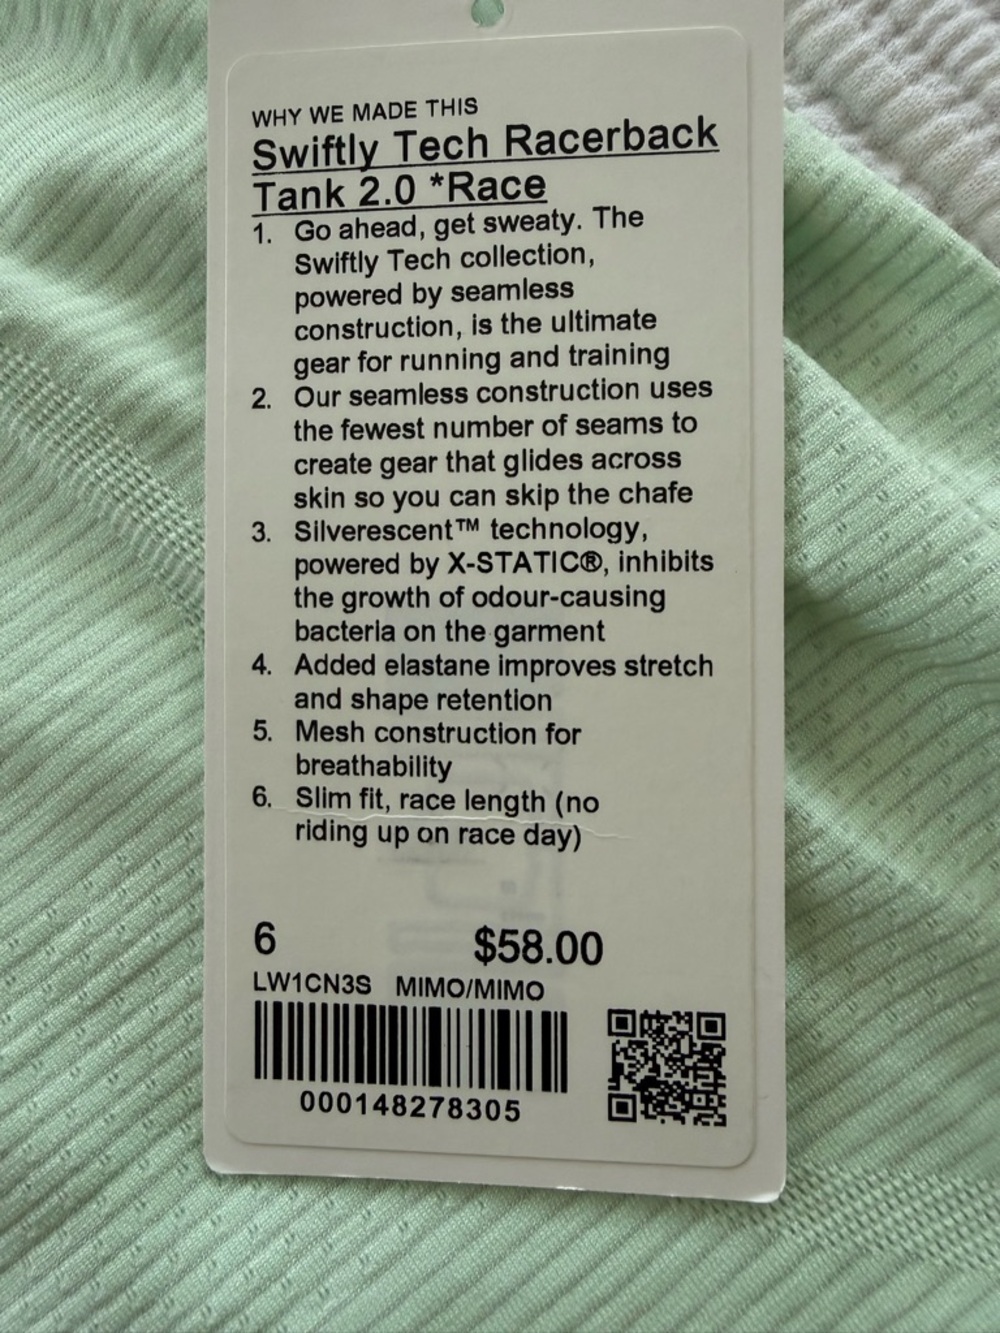 WHY WE MADE THIS
Swiftly Tech Racerback
Tank 2.0 *Race
1. Go ahead, get sweaty. The
Swiftly Tech collection,
powered by seamless
construction, is the ultimate
gear for running and training
2. Our seamless construction uses
the fewest number of seams to
create gear that glides across
skin so you can skip the chafe
3. Silverescent™ technology,
powered by X-STATIC®, inhibits
the growth of odour-causing
bacteria on the garment
4. Added elastane improves stretch
and shape retention
5. Mesh construction for
breathability
6. Slim fit, race length (no
riding up on race day)
6 $58.00
LW1CN3S MIMO/MIMO
000148278305